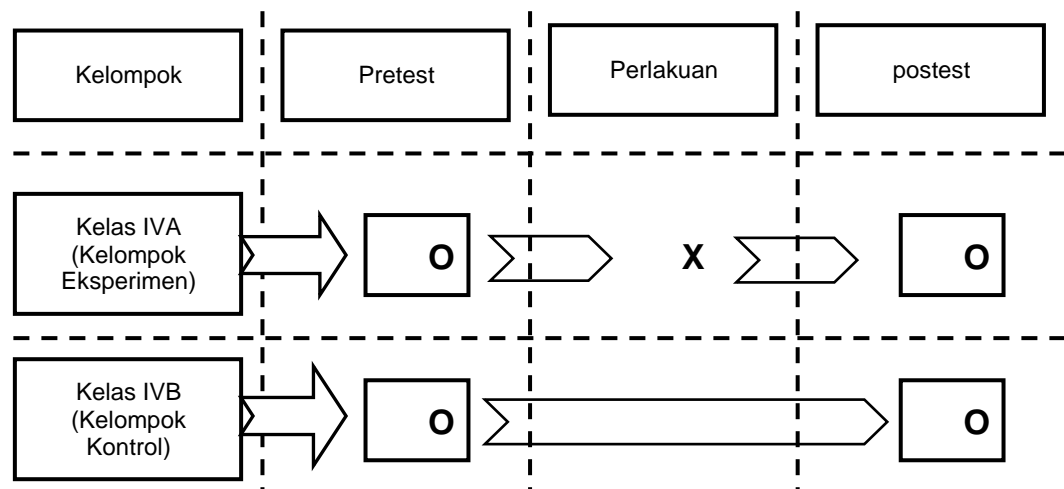 Kelompok
Pretest
Perlakuan
postest
Kelas IVA
(Kelompok
Eksperimen)
O
X
O
Kelas IVB
(Kelompok
Kontrol)
O
O